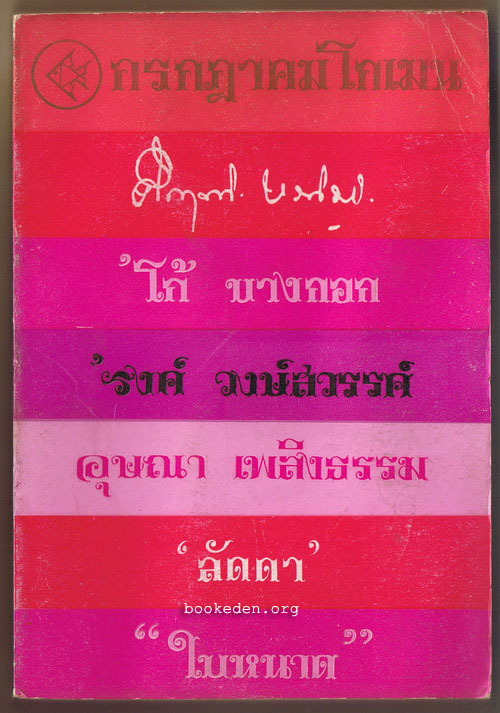 กรกฎาคมโกเมน
'โก้ บางกอก
'รงค์ วงษ์สวรรค์
อุษณา เพลิงธรรม
'ลัดดา'
bookeden.org
"ใบหนาด"